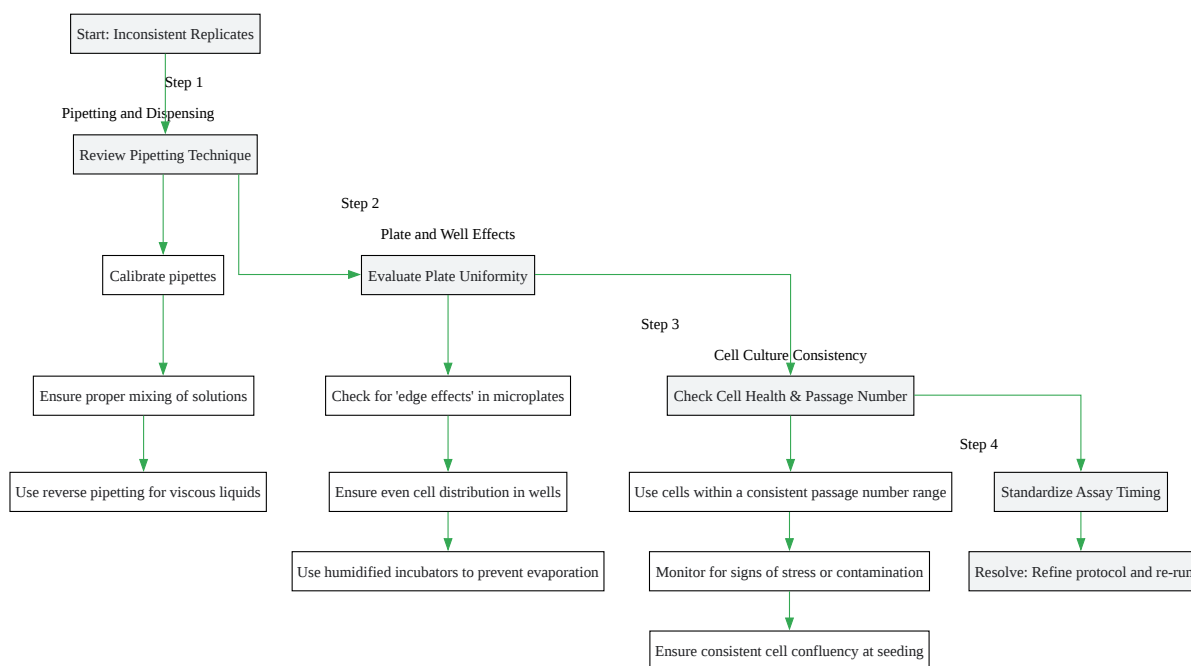 Start: Inconsistent Replicates
Step 1
Pipetting and Dispensing
Review Pipetting Technique
Step 2
Plate and Well Effects
Calibrate pipettes
Evaluate Plate Uniformity
Step 3
Cell Culture Consistency
Ensure proper mixing of solutions
Check for 'edge effects' in microplates
Check Cell Health & Passage Number
Step 4
Use reverse pipetting for viscous liquids
Ensure even cell distribution in wells
Use cells within a consistent passage number range
Standardize Assay Timing
Use humidified incubators to prevent evaporation
Monitor for signs of stress or contamination
Resolve: Refine protocol and re-run
Ensure consistent cell confluency at seeding